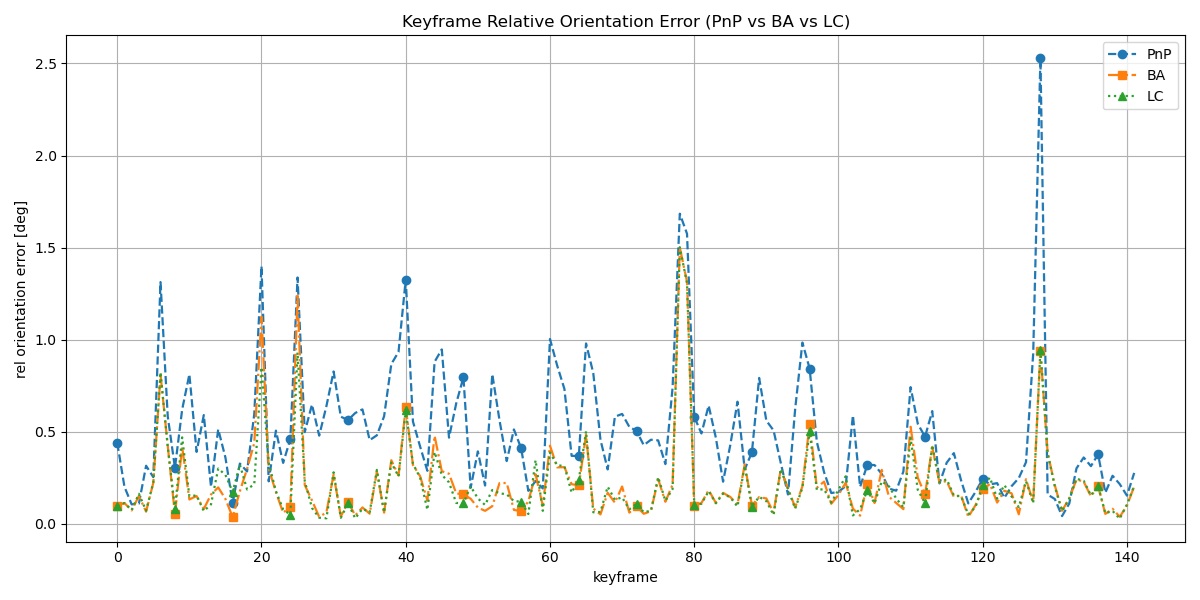 Keyframe Relative Orientation Error (PnP vs BA vs LC)
PnP
BA
LC
rel orientation error [deg]
2.5
2.0
1.5
1.0
0.5
0.0
0 20 40 60 80 100 120 140
keyframe